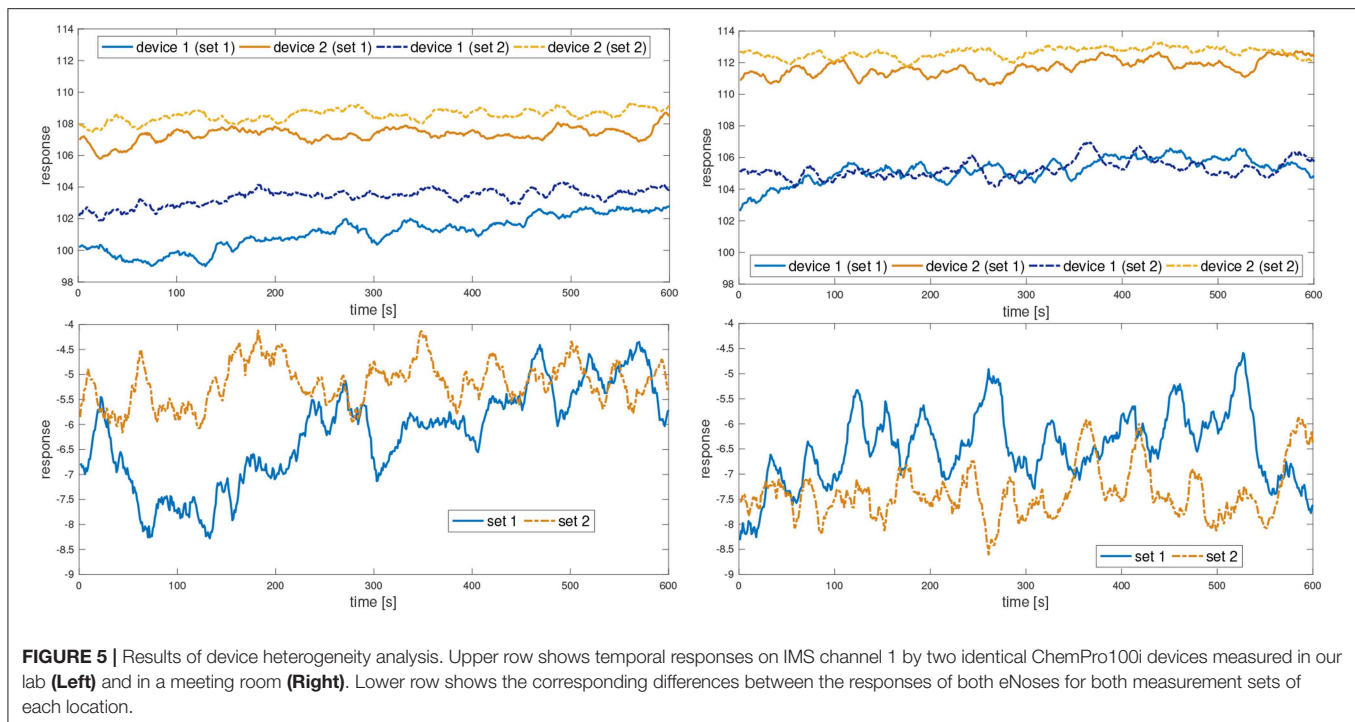 114
112
110
108
106
104
102
100
98
response
device 1 (set 1) device 2 (set 1) device 1 (set 2) device 2 (set 2)
0 100 200 300 400 500 600
time [s]
114
112
110
108
106
104
102
100
98
response
device 1 (set 1) device 2 (set 1) device 1 (set 2) device 2 (set 2)
0 100 200 300 400 500 600
time [s]
-4
-4.5
-5
-5.5
-6
-6.5
-7
-7.5
-8
-8.5
-9
response
set 1 set 2
0 100 200 300 400 500 600
time [s]
-4
-4.5
-5
-5.5
-6
-6.5
-7
-7.5
-8
-8.5
-9
response
set 1 set 2
0 100 200 300 400 500 600
time [s]
FIGURE 5 | Results of device heterogeneity analysis. Upper row shows temporal responses on IMS channel 1 by two identical ChemPro100i devices measured in our
lab (Left) and in a meeting room (Right). Lower row shows the corresponding differences between the responses of both eNoses for both measurement sets of
each location.